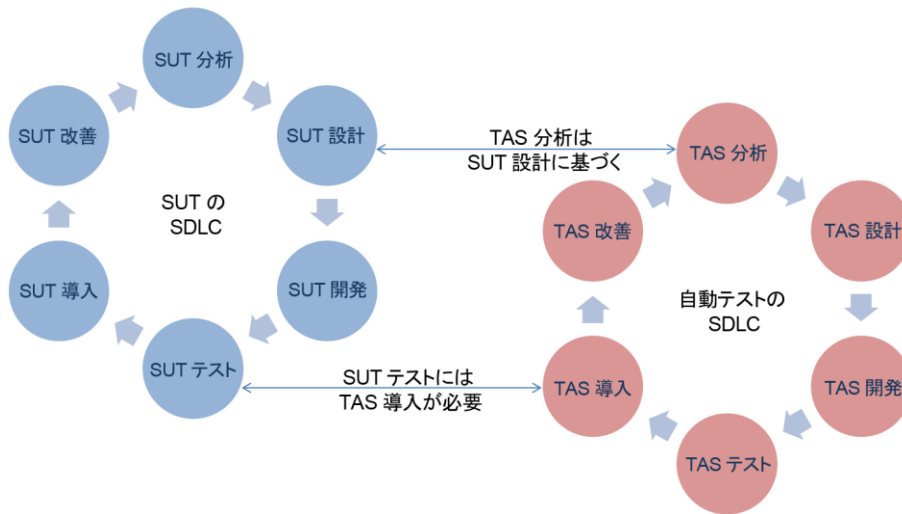 SUT 分析
SUT 改善
SUT 設計
SUT の
SDLC
SUT 導入
SUT 開発
SUT テスト
TAS 分析は
SUT 設計に基づく
SUT テストには
TAS 導入が必要
TAS 分析
TAS 改善
TAS 設計
自動テストの
SDLC
TAS 導入
TAS 開発
TAS テスト